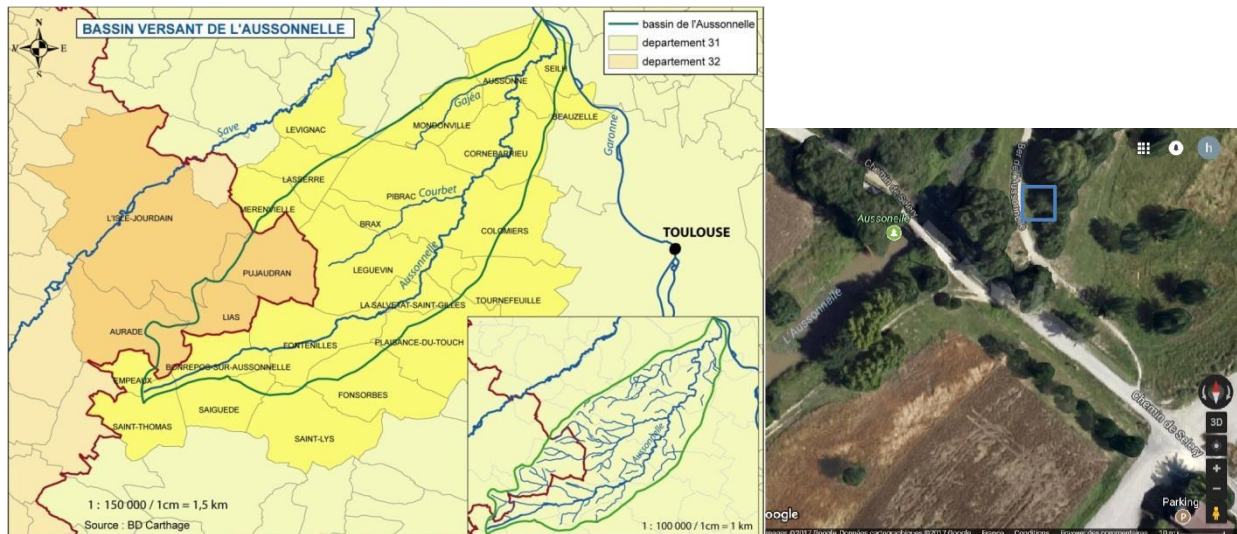 BASSIN VERSANT DE L'AUSSONNELLE
N
E
S
bassin de l'Aussonnelle
departement 31
departement 32
SEILH
AUSSONNE
Gajéa
BEAUZELLE
MONDONVILLE
LEVIGNAC
Save
Garonne
CORNEBARRIEU
LASSERRE
PIBRAC
Courbet
MERENVIELLE
L'ISLE-JOURDAIN
BRAX
COLOMIERS
TOULOUSE
Aussonnelle
PUJAUDRAN
LEGUEVIN
LA SALVETAT-SAINT-GILLES
TOURNEFEUILLE
LIAS
AURADE
FONTENILLES
PLAISANCE-DU-TOUCH
BONREPOS-SUR-AUSSONNELLE
EMPEAUX
FONSORBES
SAIGUEDE
SAINT-THOMAS
SAINT-LYS
1 : 150 000 / 1cm = 1,5 km
Source : BD Carthage
Aussonnelle
1 : 100 000 / 1cm = 1 km
h
Chemin de Selery
Aussonelle
L'Aussonnelle
Chemin de Selery
3D
Parking
P
oogle